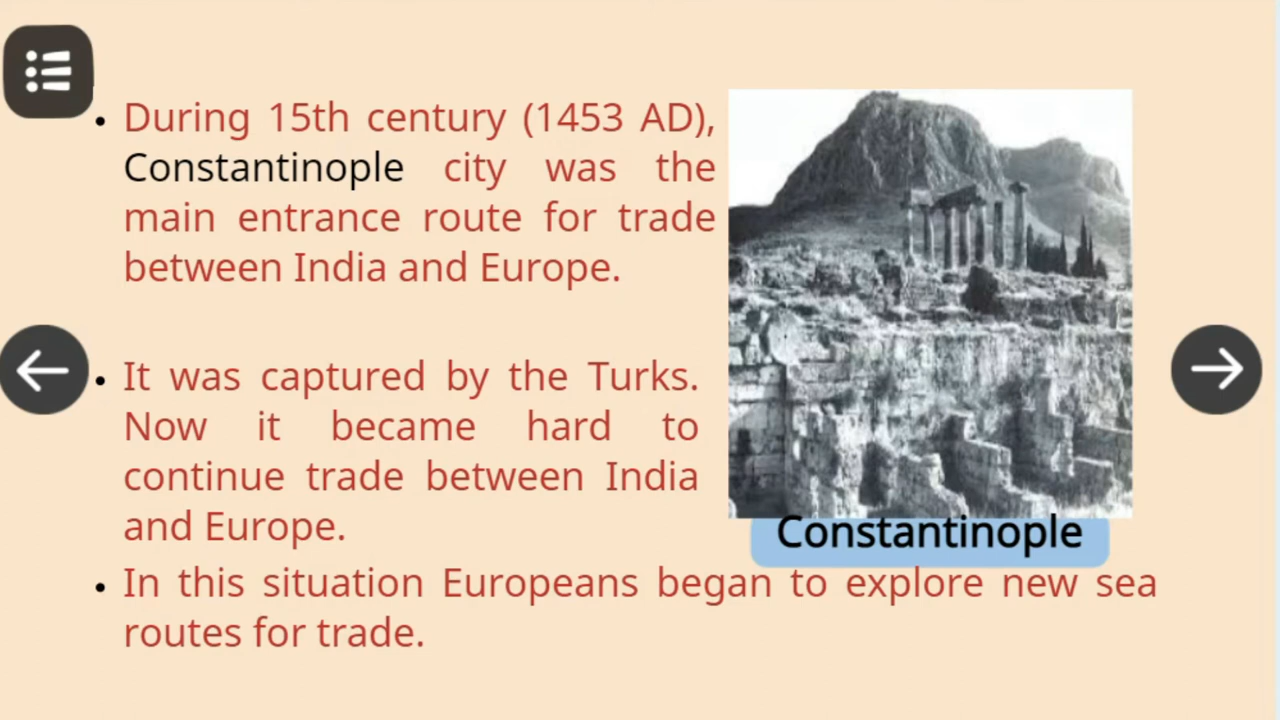 • During 15th century (1453 AD),
Constantinople city was the
main entrance route for trade
between India and Europe.
• It was captured by the Turks.
Now it became hard to
continue trade between India
and Europe.
Constantinople
• In this situation Europeans began to explore new sea
routes for trade.